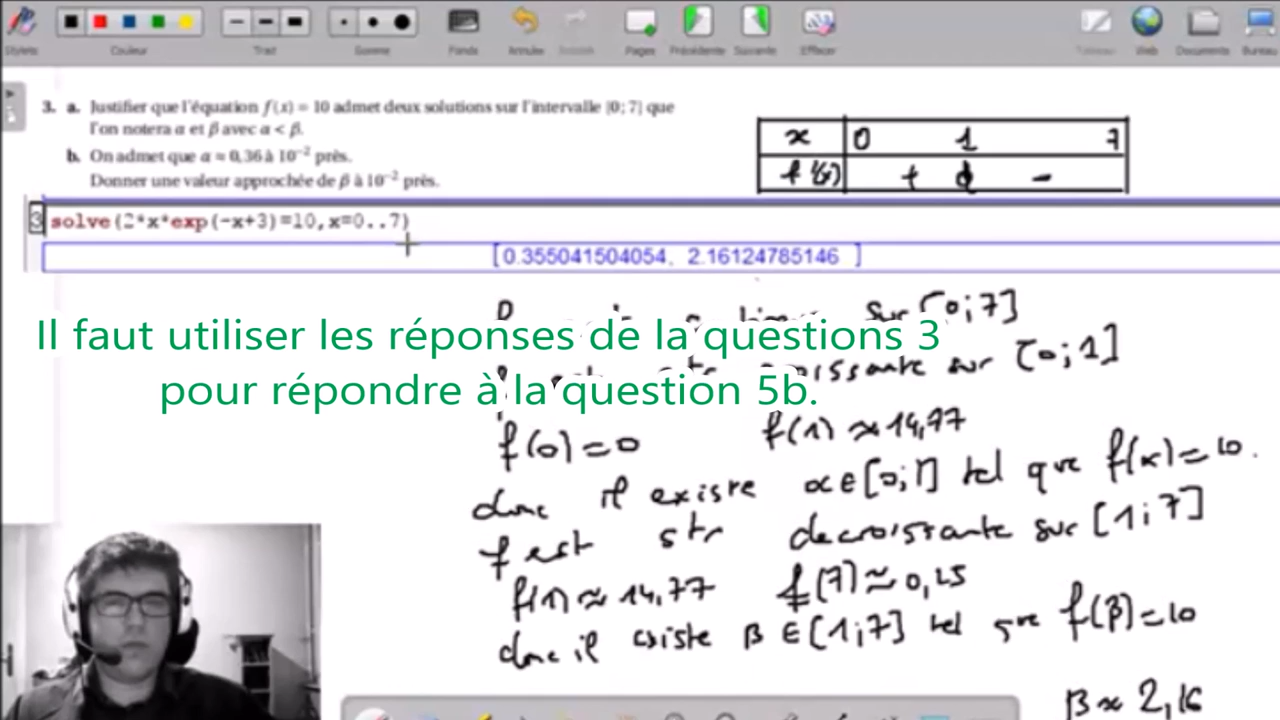 Stylets
Couleur
Trait
Gomme
Fonds
Annuler
Pages
Précédente
Suivante
Effacer
Tableau
Web
Documents
Bureau
3. a. Justifier que l'équation f(x) = 10 admet deux solutions sur l'intervalle [0; 7] que
l'on notera α et β avec α < β.
b. On admet que α ≈ 0,36 à 10⁻² près.
Donner une valeur approchée de β à 10⁻² près.
x 0 1 7
f'(x) + 0 -
3 solve(2*x*exp(-x+3)=10,x=0..7)
[0.355041504054, 2.16124785146 ]
sur [0;7]
Il faut utiliser les réponses de la questions 3
croissante sur [0;1]
pour répondre à la question 5b.
f(0)=0 f(1)≈14,77
donc il existe α∈[0;1] tel que f(α)=10.
f est str decroissante sur [1;7]
f(1)≈14,77 f(7)≈0,25
donc il existe β∈[1;7] tel que f(β)=10
β≈2,16